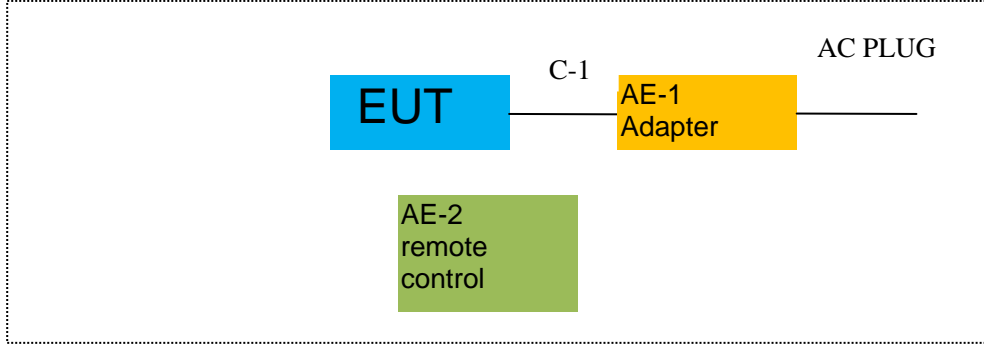 AC PLUG
C-1
EUT
AE-1
Adapter
AE-2
remote
control